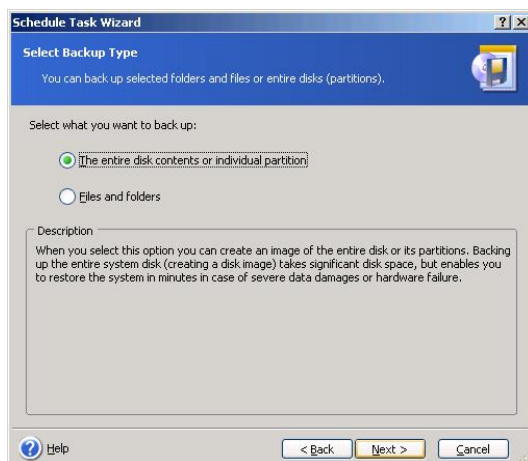 Schedule Task Wizard
Select Backup Type
You can back up selected folders and files or entire disks (partitions).
Select what you want to back up:
The entire disk contents or individual partition
Files and folders
Description
When you select this option you can create an image of the entire disk or its partitions. Backing
up the entire system disk (creating a disk image) takes significant disk space, but enables you
to restore the system in minutes in case of severe data damages or hardware failure.
Help
< Back
Next >
Cancel